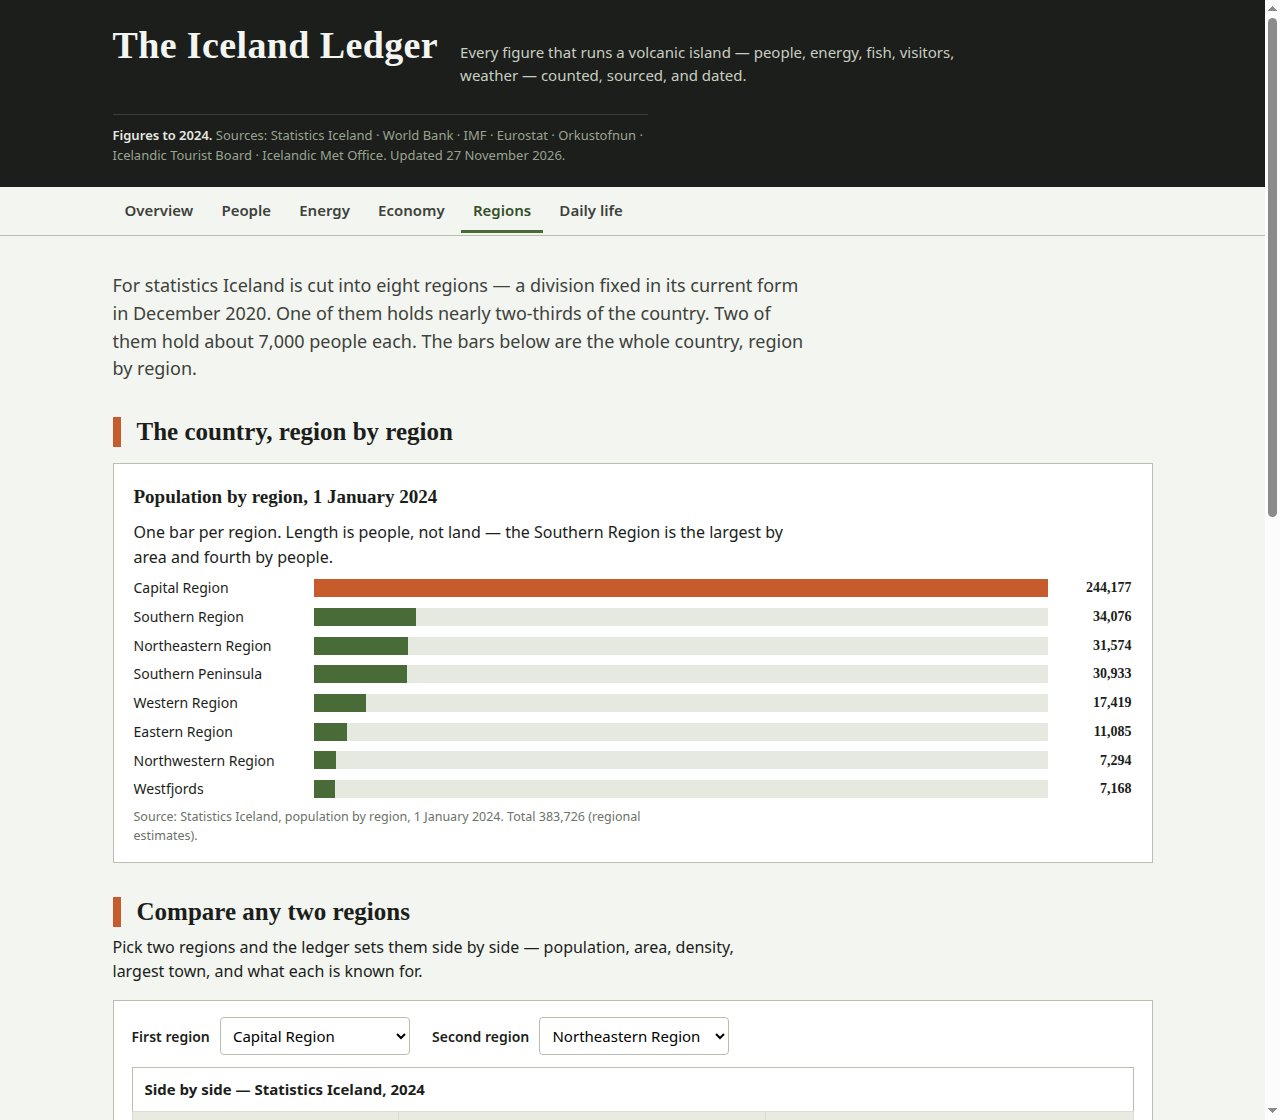 The Iceland Ledger
Every figure that runs a volcanic island — people, energy, fish, visitors,
weather — counted, sourced, and dated.
Figures to 2024. Sources: Statistics Iceland · World Bank · IMF · Eurostat · Orkustofnun ·
Icelandic Tourist Board · Icelandic Met Office. Updated 27 November 2026.
Overview People Energy Economy Regions Daily life
For statistics Iceland is cut into eight regions — a division fixed in its current form
in December 2020. One of them holds nearly two-thirds of the country. Two of
them hold about 7,000 people each. The bars below are the whole country, region
by region.
The country, region by region
Population by region, 1 January 2024
One bar per region. Length is people, not land — the Southern Region is the largest by
area and fourth by people.
Capital Region 244,177
Southern Region 34,076
Northeastern Region 31,574
Southern Peninsula 30,933
Western Region 17,419
Eastern Region 11,085
Northwestern Region 7,294
Westfjords 7,168
Source: Statistics Iceland, population by region, 1 January 2024. Total 383,726 (regional
estimates).
Compare any two regions
Pick two regions and the ledger sets them side by side — population, area, density,
largest town, and what each is known for.
First region Capital Region Second region Northeastern Region
Side by side — Statistics Iceland, 2024